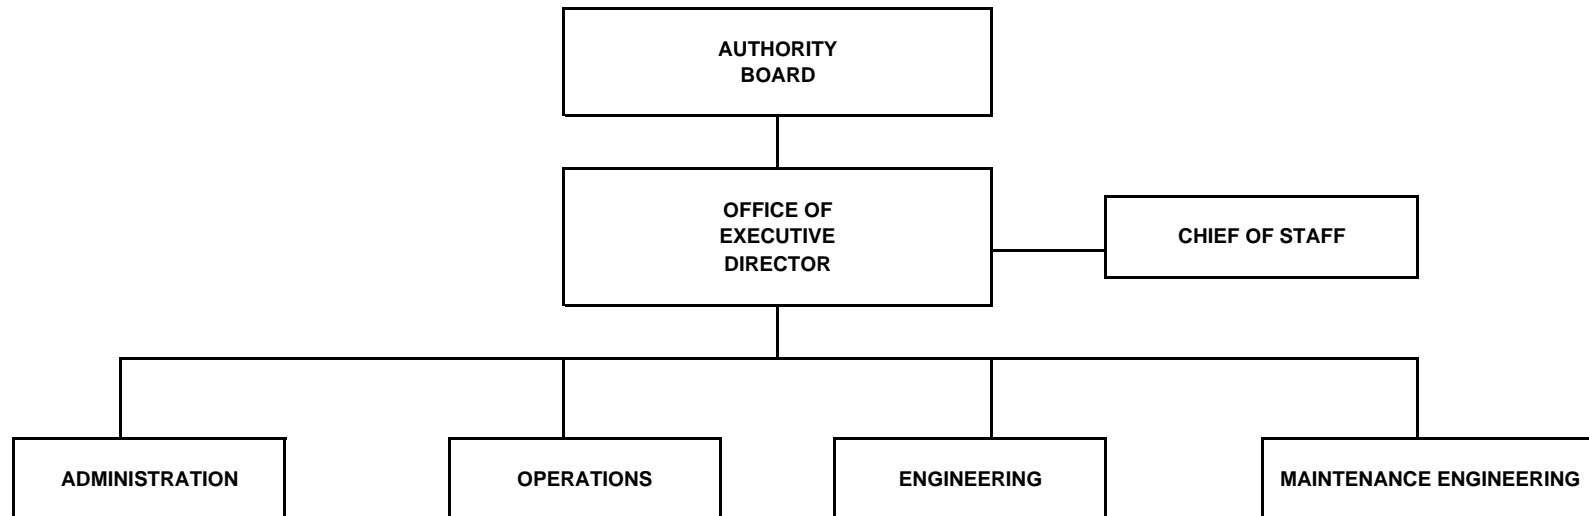 AUTHORITY
BOARD
OFFICE OF
EXECUTIVE
DIRECTOR
CHIEF OF STAFF
ADMINISTRATION
OPERATIONS
ENGINEERING
MAINTENANCE ENGINEERING